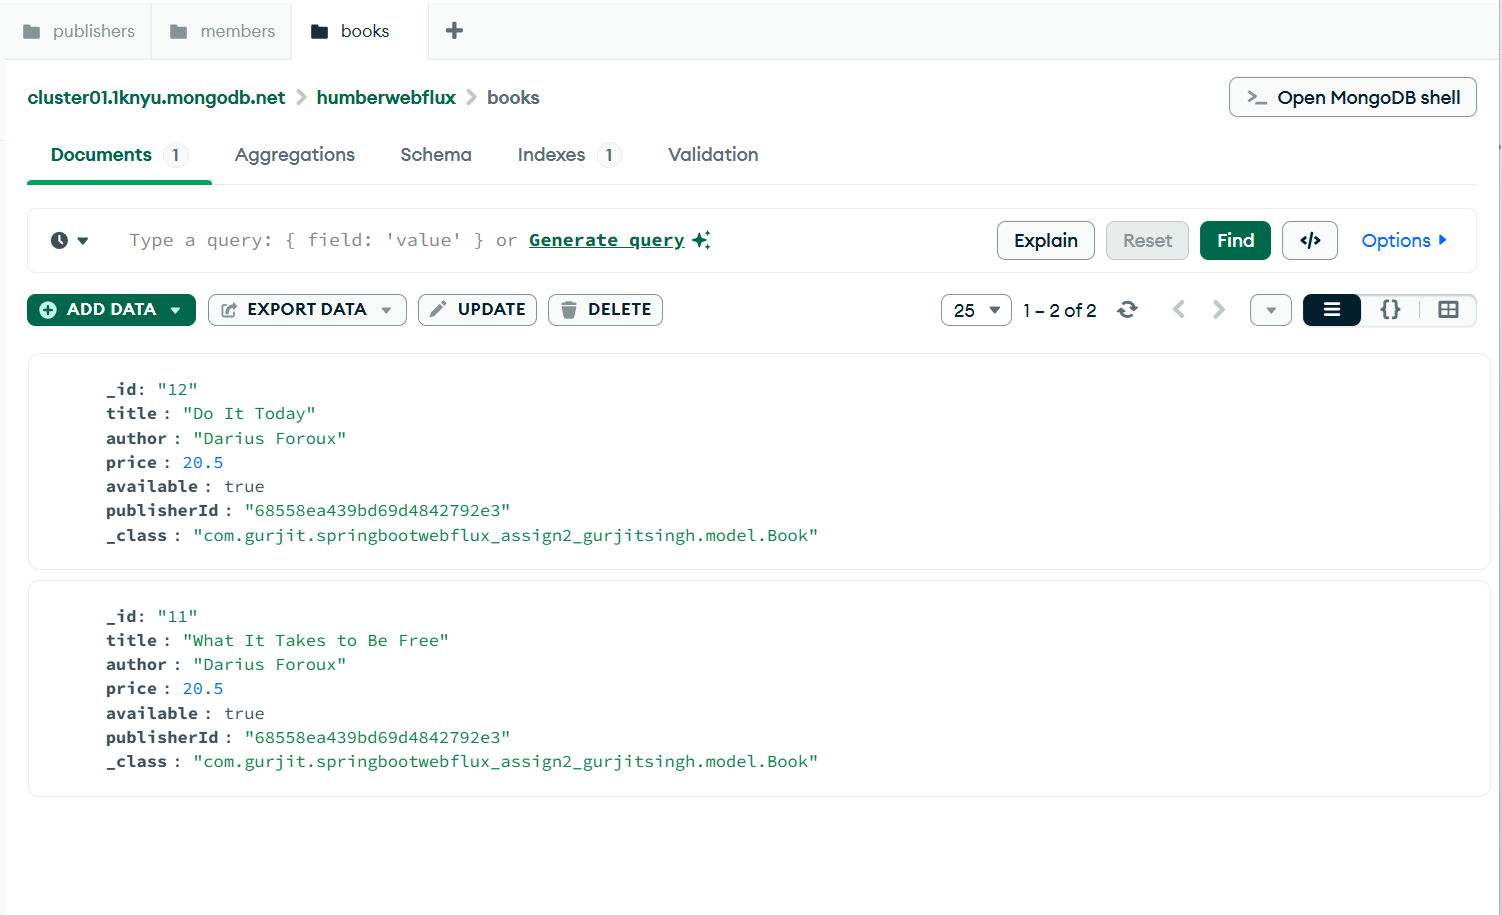 publishers members books
cluster01.1knyu.mongodb.net humberwebflux books Open MongoDB shell
Documents 1 Aggregations Schema Indexes 1 Validation
Type a query: { field: 'value' } or Generate query Explain Reset Find </> Options
ADD DATA EXPORT DATA UPDATE DELETE 25 1 – 2 of 2 {}
_id: "12"
title : "Do It Today"
author : "Darius Foroux"
price : 20.5
available : true
publisherId : "68558ea439bd69d4842792e3"
_class : "com.gurjit.springbootwebflux_assign2_gurjitsingh.model.Book"
_id: "11"
title : "What It Takes to Be Free"
author : "Darius Foroux"
price : 20.5
available : true
publisherId : "68558ea439bd69d4842792e3"
_class : "com.gurjit.springbootwebflux_assign2_gurjitsingh.model.Book"